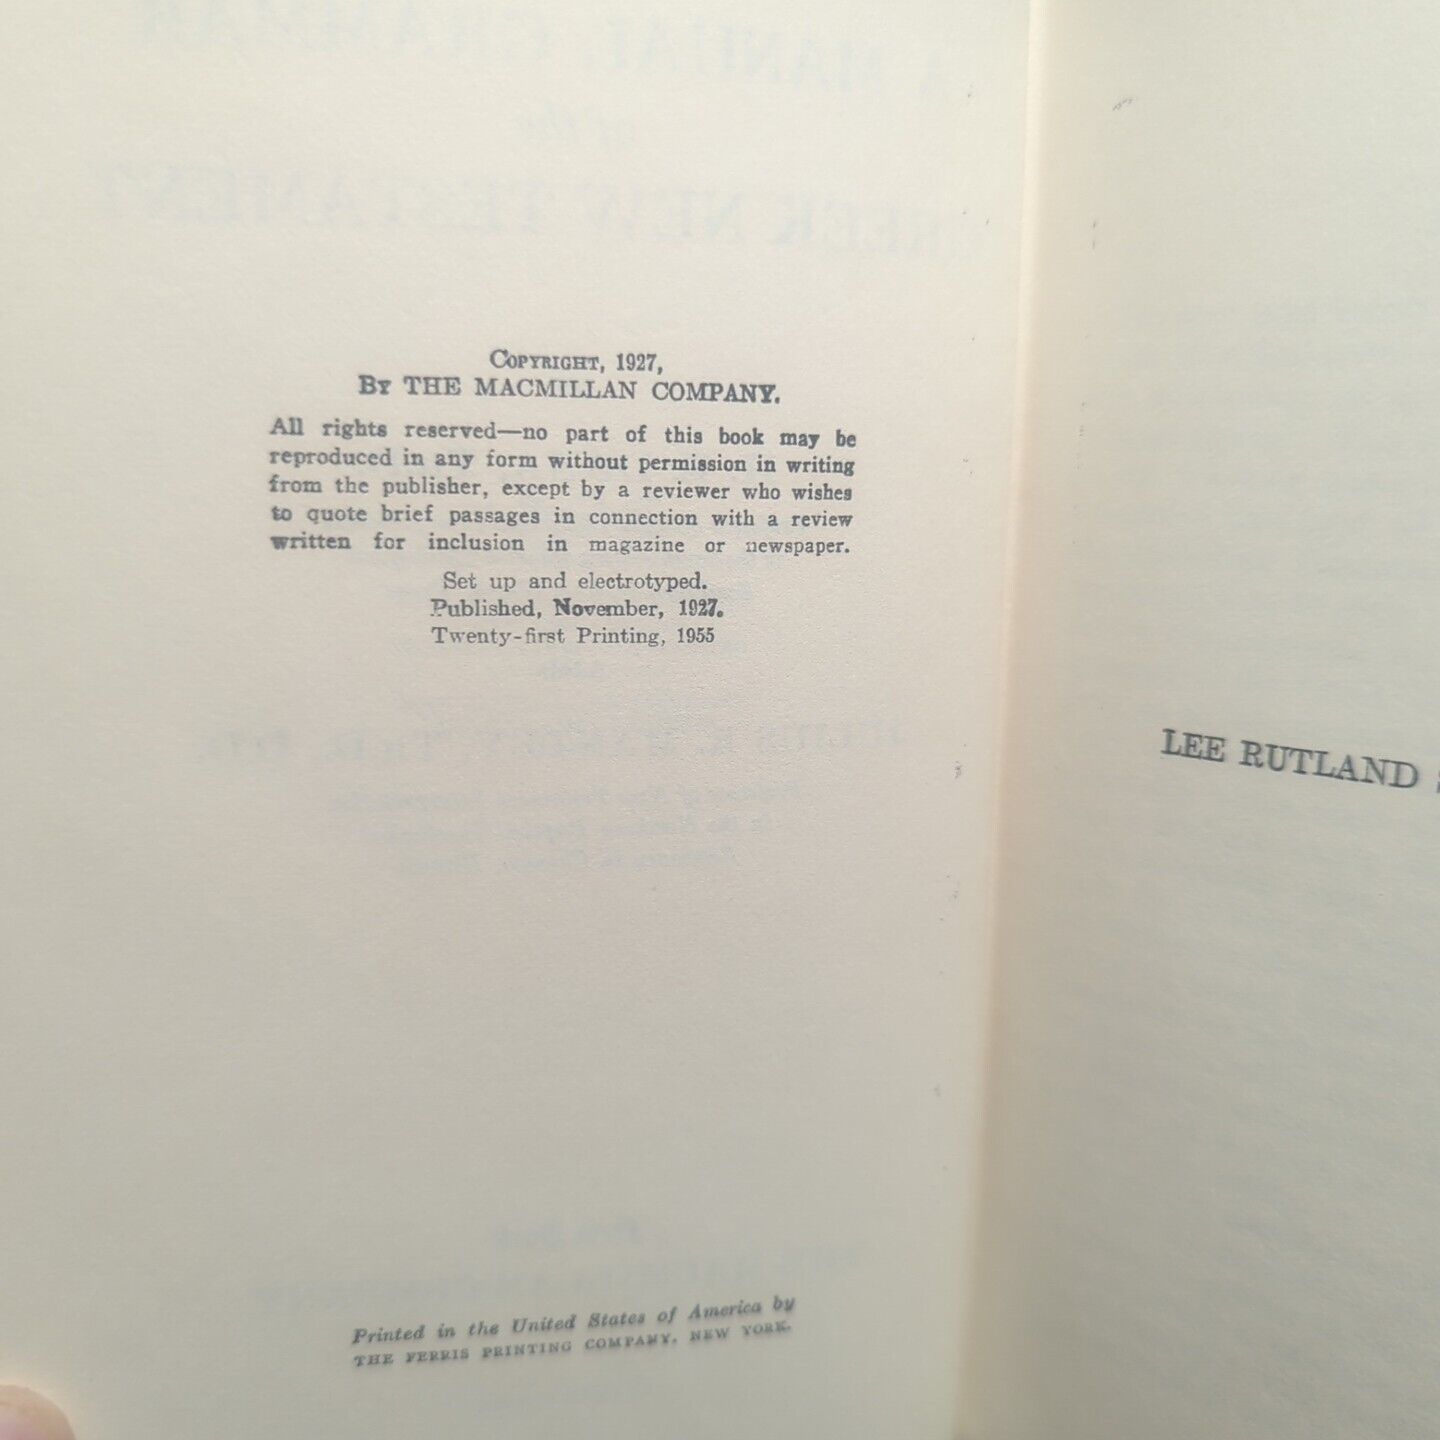 COPYRIGHT, 1927,
BY THE MACMILLAN COMPANY.
All rights reserved—no part of this book may be
reproduced in any form without permission in writing
from the publisher, except by a reviewer who wishes
to quote brief passages in connection with a review
written for inclusion in magazine or newspaper.
Set up and electrotyped.
Published, November, 1927.
Twenty-first Printing, 1955
Printed in the United States of America by
THE FERRIS PRINTING COMPANY, NEW YORK.
LEE RUTLAND